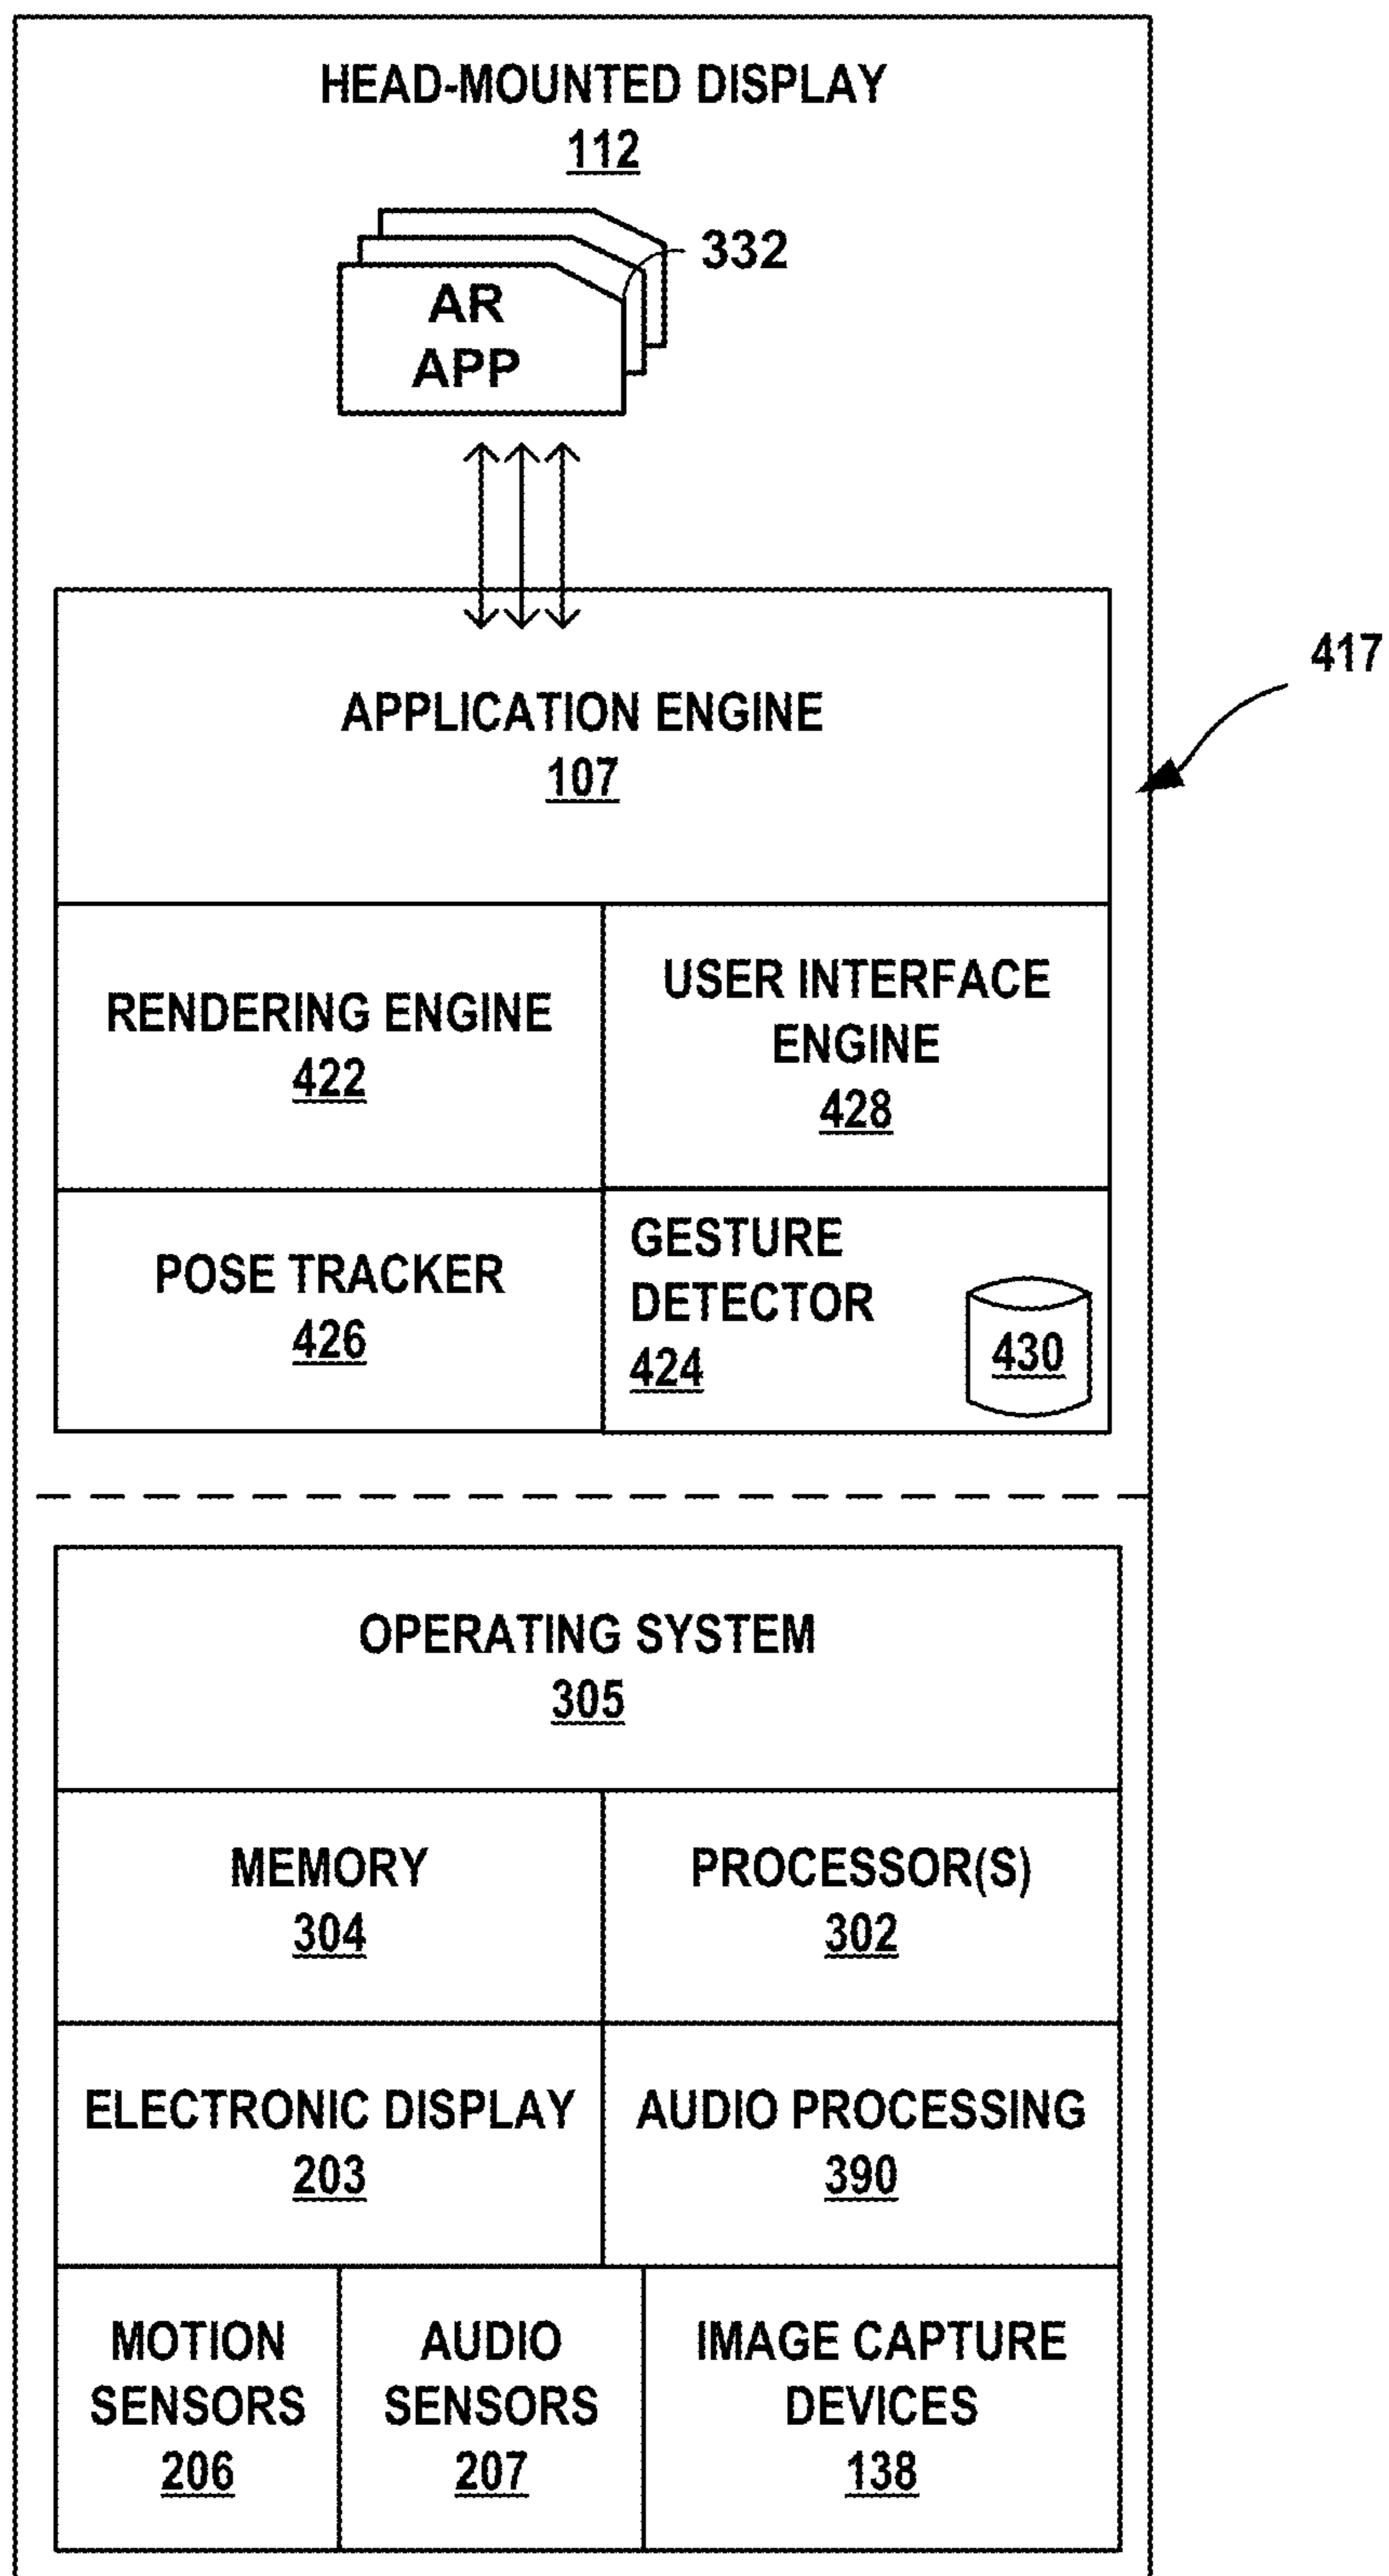 HEAD-MOUNTED DISPLAY
112
332
AR
APP
417
APPLICATION ENGINE
107
RENDERING ENGINE
422
USER INTERFACE
ENGINE
428
POSE TRACKER
426
GESTURE
DETECTOR
424
430
OPERATING SYSTEM
305
MEMORY
304
PROCESSOR(S)
302
ELECTRONIC DISPLAY
203
AUDIO PROCESSING
390
MOTION
SENSORS
206
AUDIO
SENSORS
207
IMAGE CAPTURE
DEVICES
138